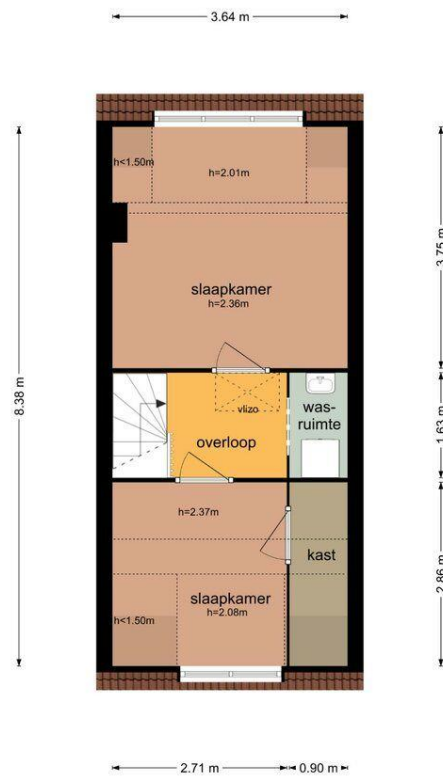 3.64 m
h<1.50m
h=2.01m
slaapkamer
h=2.36m
3.75 m
8.38 m
vlizo
overloop
was-
ruimte
1.63 m
h=2.37m
kast
slaapkamer
h=2.08m
h<1.50m
2.86 m
2.71 m
0.90 m